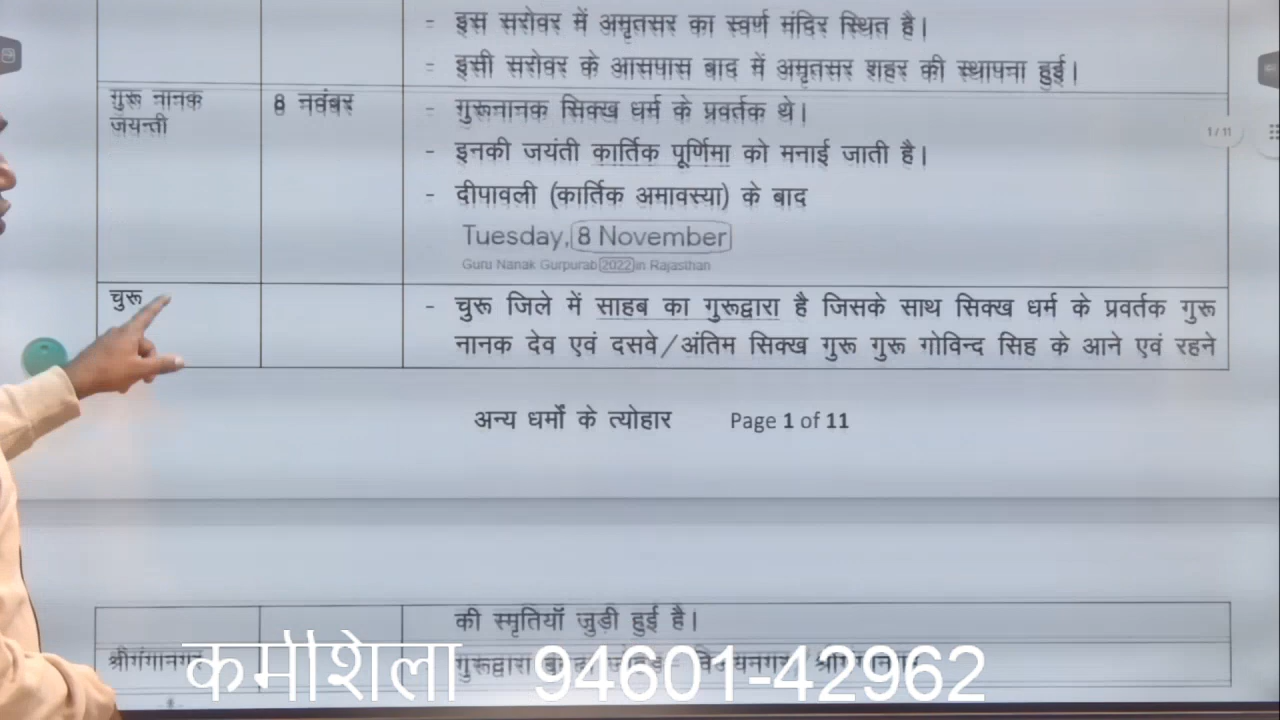 - इस सरोवर में अमृतसर का स्वर्ण मंदिर स्थित है।
- इसी सरोवर के आसपास बाद में अमृतसर शहर की स्थापना हुई।
1 / 11
गुरू नानक जयन्ती
8 नवंबर
- गुरूनानक सिक्ख धर्म के प्रवर्तक थे।
- इनकी जयंती कार्तिक पूर्णिमा को मनाई जाती है।
- दीपावली (कार्तिक अमावस्या) के बाद
Tuesday, 8 November
Guru Nanak Gurpurab 2022 in Rajasthan
चुरू
- चुरू जिले में साहब का गुरूद्वारा है जिसके साथ सिक्ख धर्म के प्रवर्तक गुरू
नानक देव एवं दसवे/अंतिम सिक्ख गुरू गुरू गोविन्द सिह के आने एवं रहने
अन्य धर्मों के त्योहार Page 1 of 11
की स्मृतियॉ जुड़ी हुई है।
श्रीगंगानगर
गुरूद्वारा
कर्मशिला 94601-42962